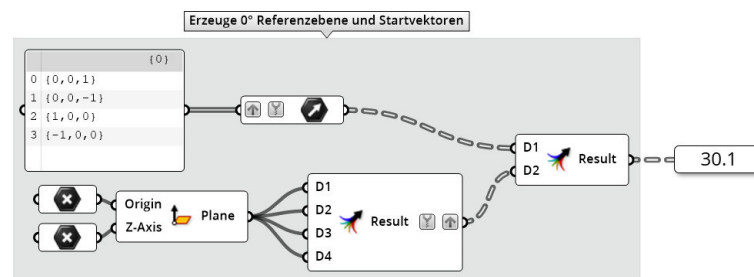 Erzeuge 0° Referenzebene und Startvektoren
{0}
0 {0,0,1}
1 {0,0,-1}
2 {1,0,0}
3 {-1,0,0}
D1
D2
Result
30.1
Origin
Z-Axis
Plane
D1
D2
D3
D4
Result